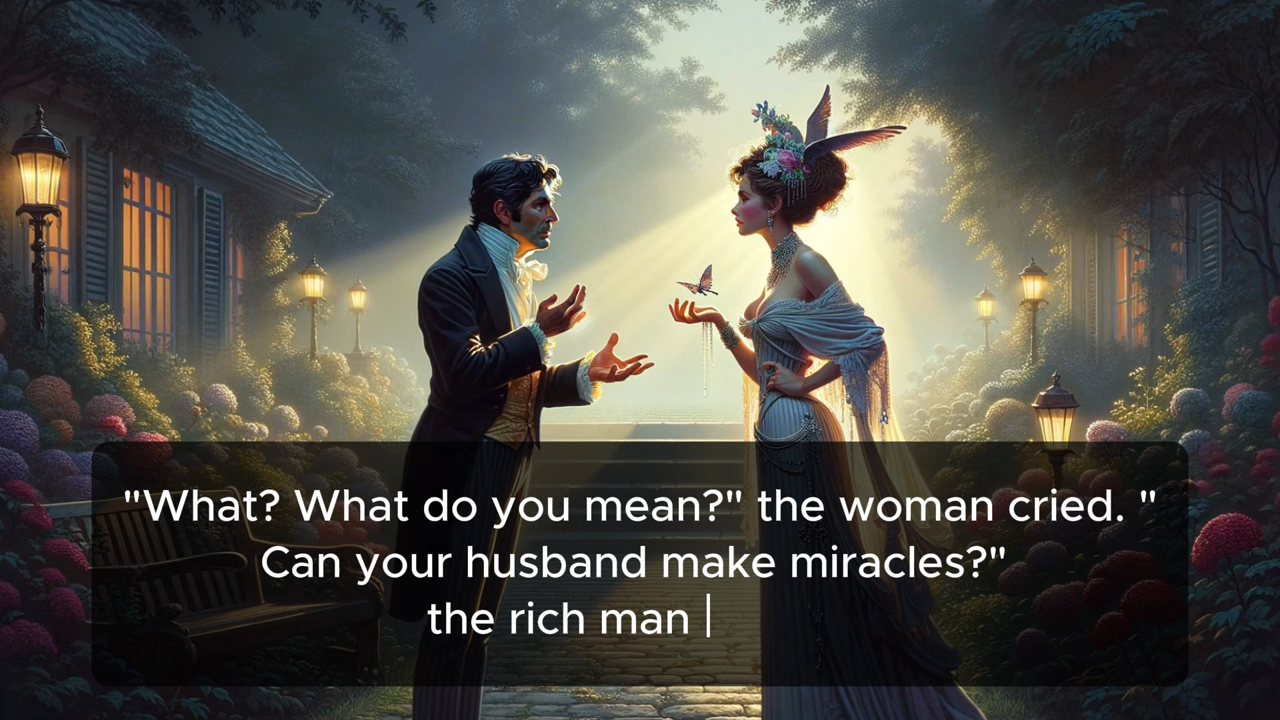 "What? What do you mean?" the woman cried. "
Can your husband make miracles?"
the rich man